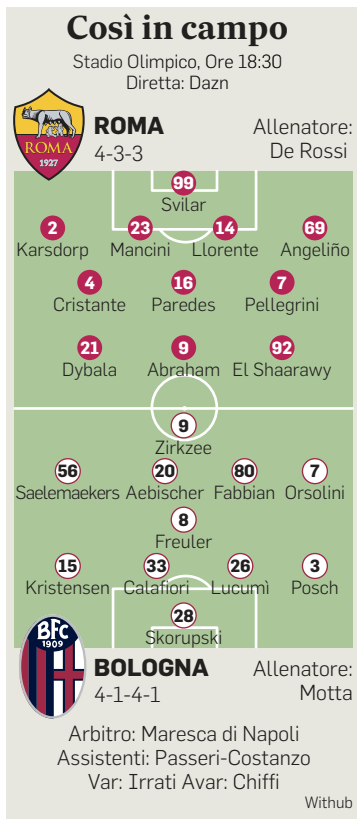 Così in campo
Stadio Olimpico, Ore 18:30
Diretta: Dazn
ROMA
1927
ROMA
4-3-3
Allenatore:
De Rossi
99
Svilar
2 23 14 69
Karsdorp Mancini Llorente Angeliño
4 16 7
Cristante Paredes Pellegrini
21 9 92
Dybala Abraham El Shaarawy
9
Zirkzee
56 20 80 7
Saelemaekers Aebischer Fabbian Orsolini
8
Freuler
15 33 26 3
Kristensen Calafiori Lucumì Posch
28
Skorupski
BFC
1909
BOLOGNA
4-1-4-1
Allenatore:
Motta
Arbitro: Maresca di Napoli
Assistenti: Passeri-Costanzo
Var: Irrati Avar: Chiffi
Withub